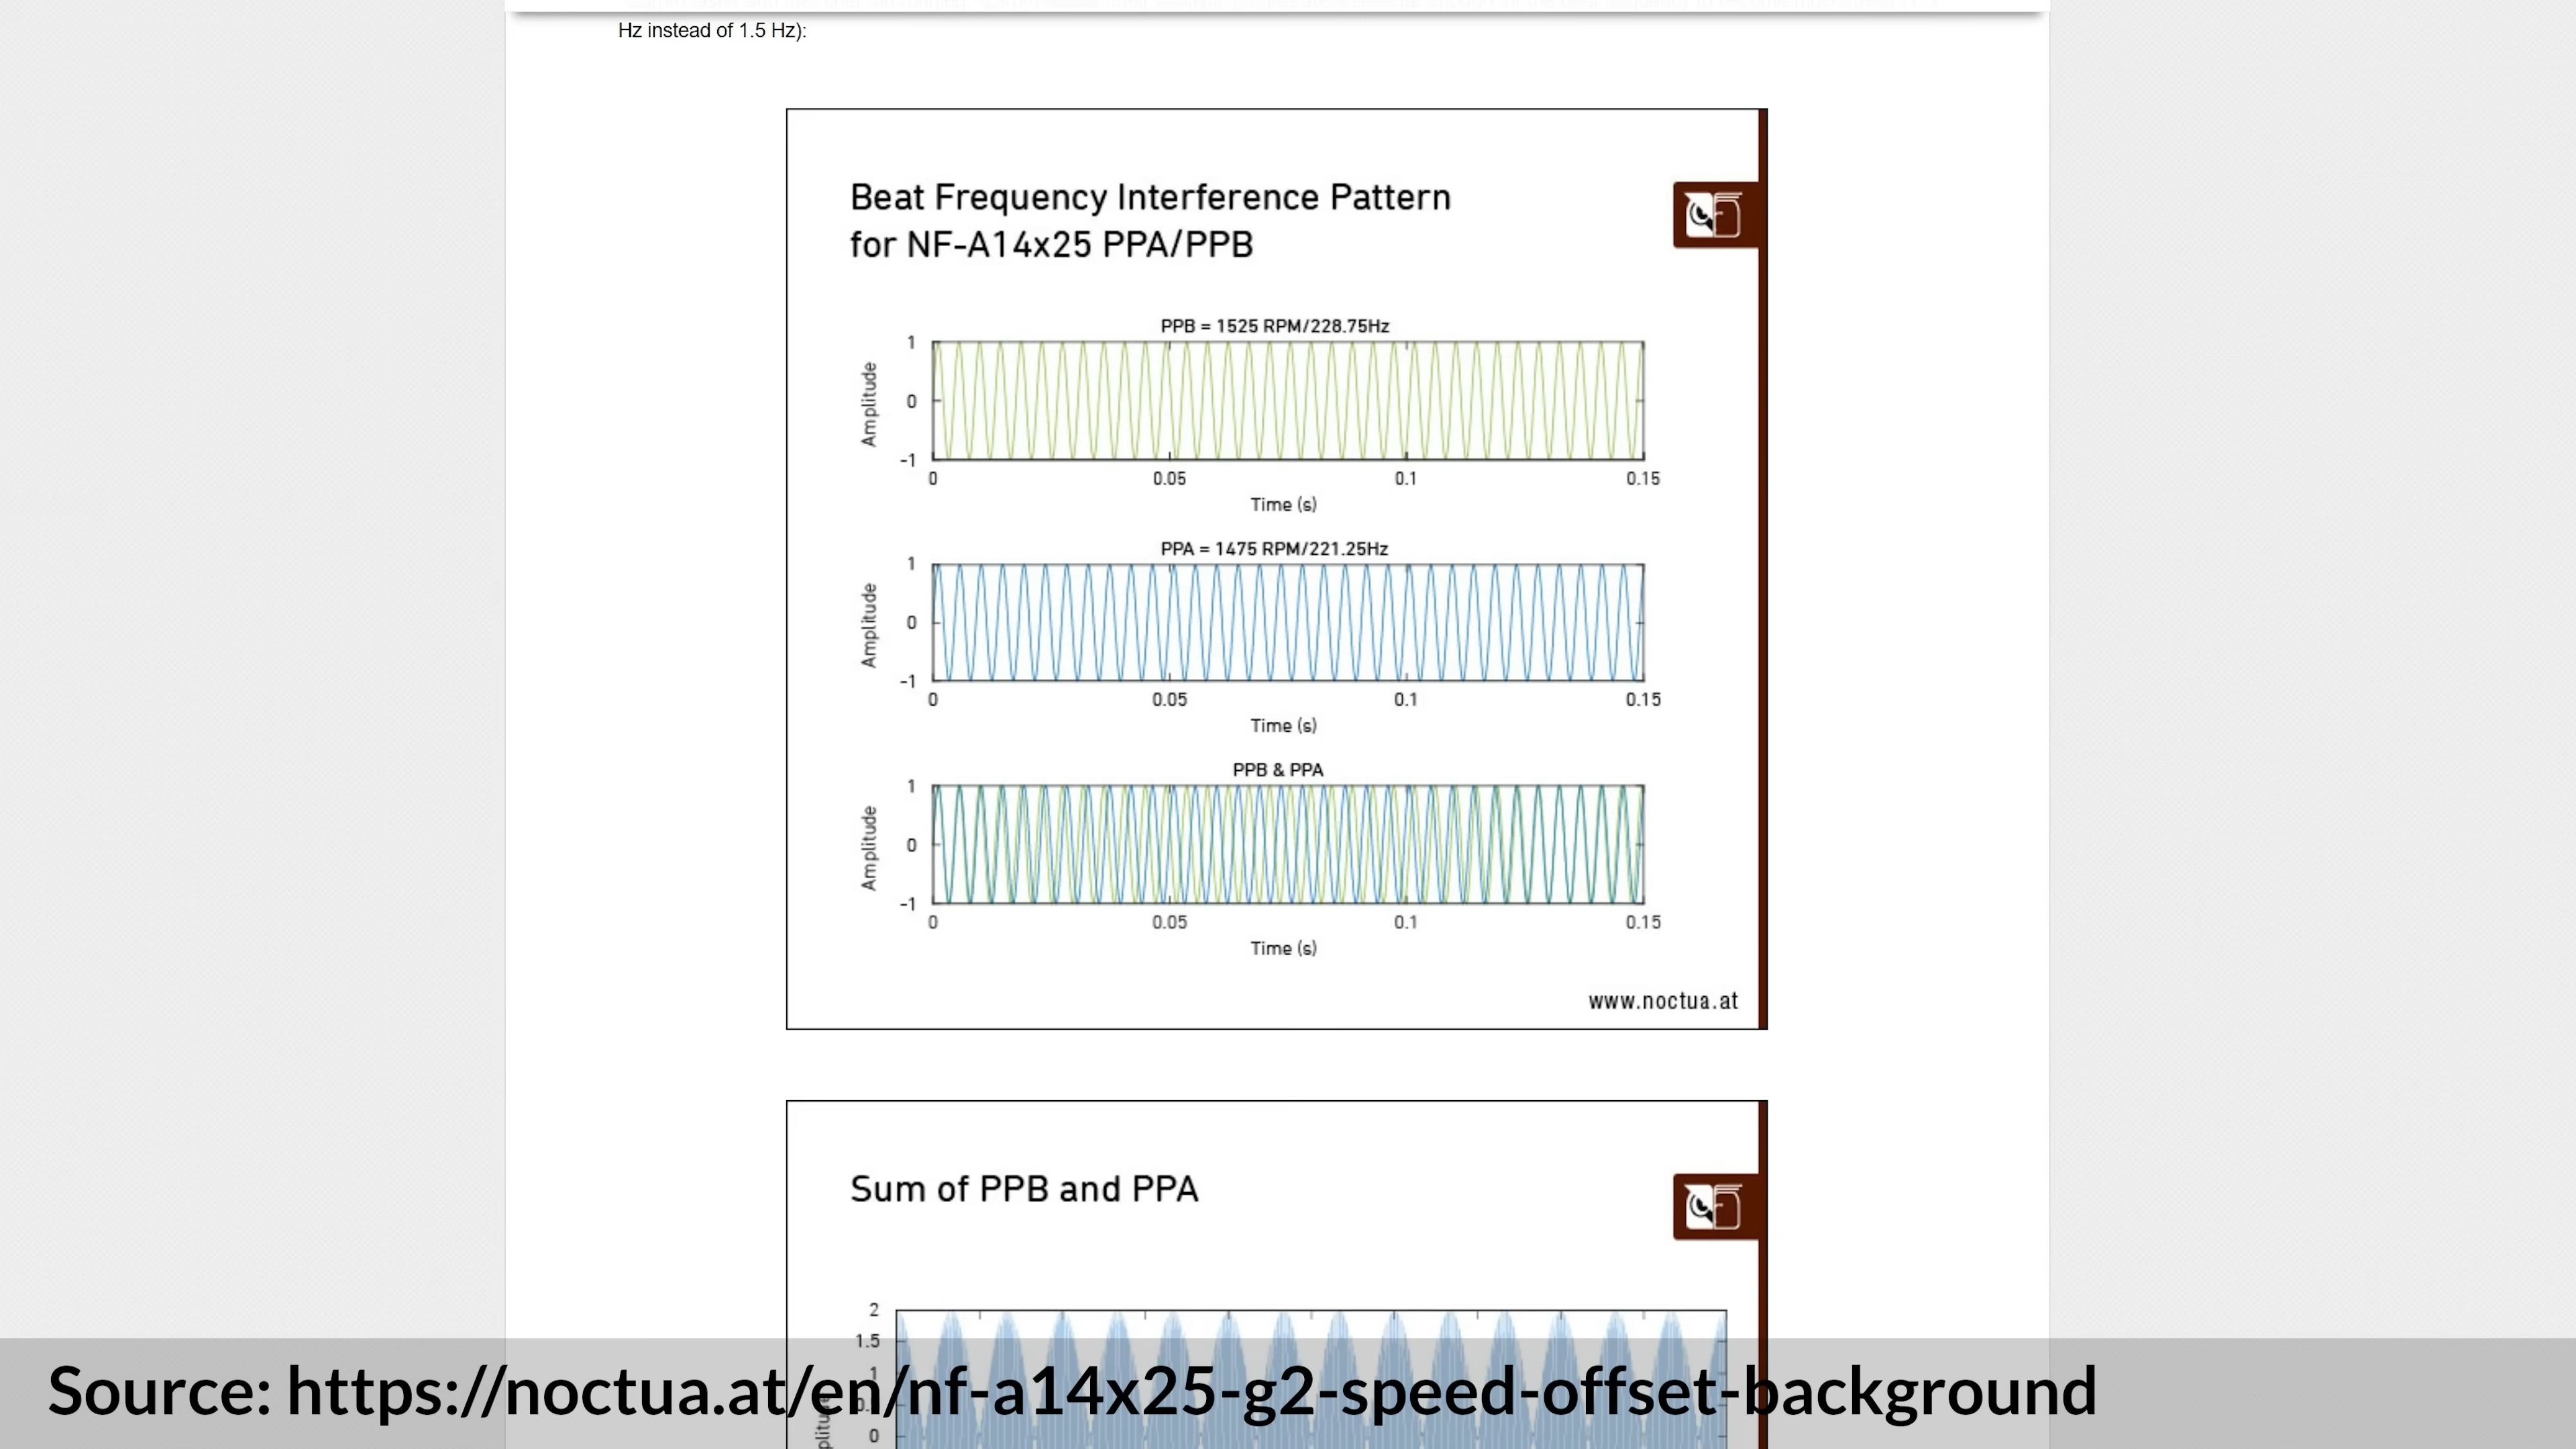 Hz instead of 1.5 Hz):
Beat Frequency Interference Pattern
for NF-A14x25 PPA/PPB
PPB = 1525 RPM/228.75Hz
Amplitude
1
0
-1
0 0.05 0.1 0.15
Time (s)
PPA = 1475 RPM/221.25Hz
Amplitude
1
0
-1
0 0.05 0.1 0.15
Time (s)
PPB & PPA
Amplitude
1
0
-1
0 0.05 0.1 0.15
Time (s)
www.noctua.at
Sum of PPB and PPA
2
1.5
1
0
Source: https://noctua.at/en/nf-a14x25-g2-speed-offset-background